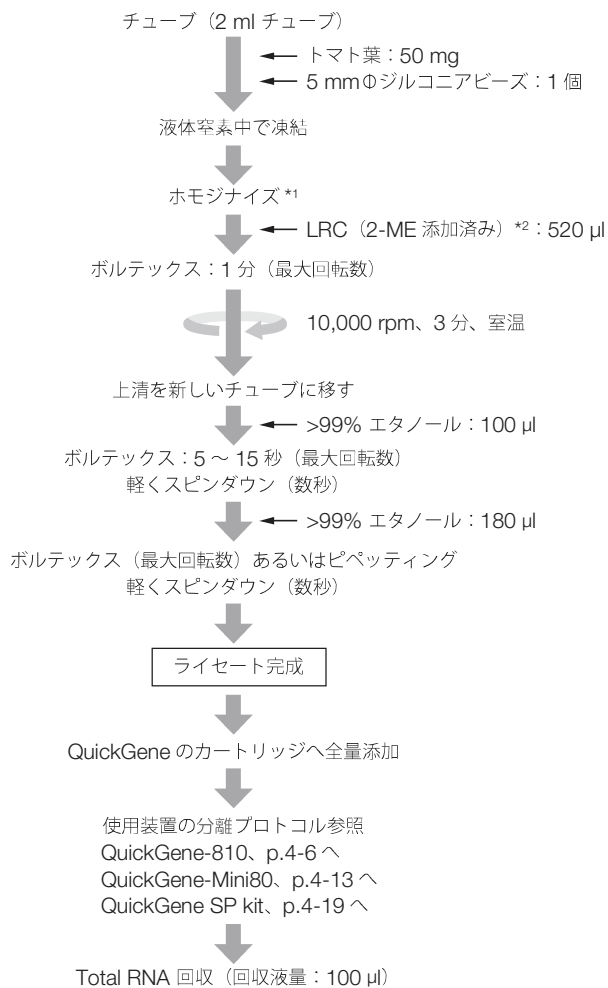 チューブ（2 ml チューブ）
トマト葉：50 mg
5 mmΦジルコニアビーズ：1 個
液体窒素中で凍結
ホモジナイズ *1
LRC（2-ME 添加済み）*2：520 µl
ボルテックス：1 分（最大回転数）
10,000 rpm、3 分、室温
上清を新しいチューブに移す
>99% エタノール：100 µl
ボルテックス：5 ～ 15 秒（最大回転数）
軽くスピンダウン（数秒）
>99% エタノール：180 µl
ボルテックス（最大回転数）あるいはピペッティング
軽くスピンダウン（数秒）
ライセート完成
QuickGene のカートリッジへ全量添加
使用装置の分離プロトコル参照
QuickGene-810、p.4-6 へ
QuickGene-Mini80、p.4-13 へ
QuickGene SP kit、p.4-19 へ
Total RNA 回収（回収液量：100 µl）